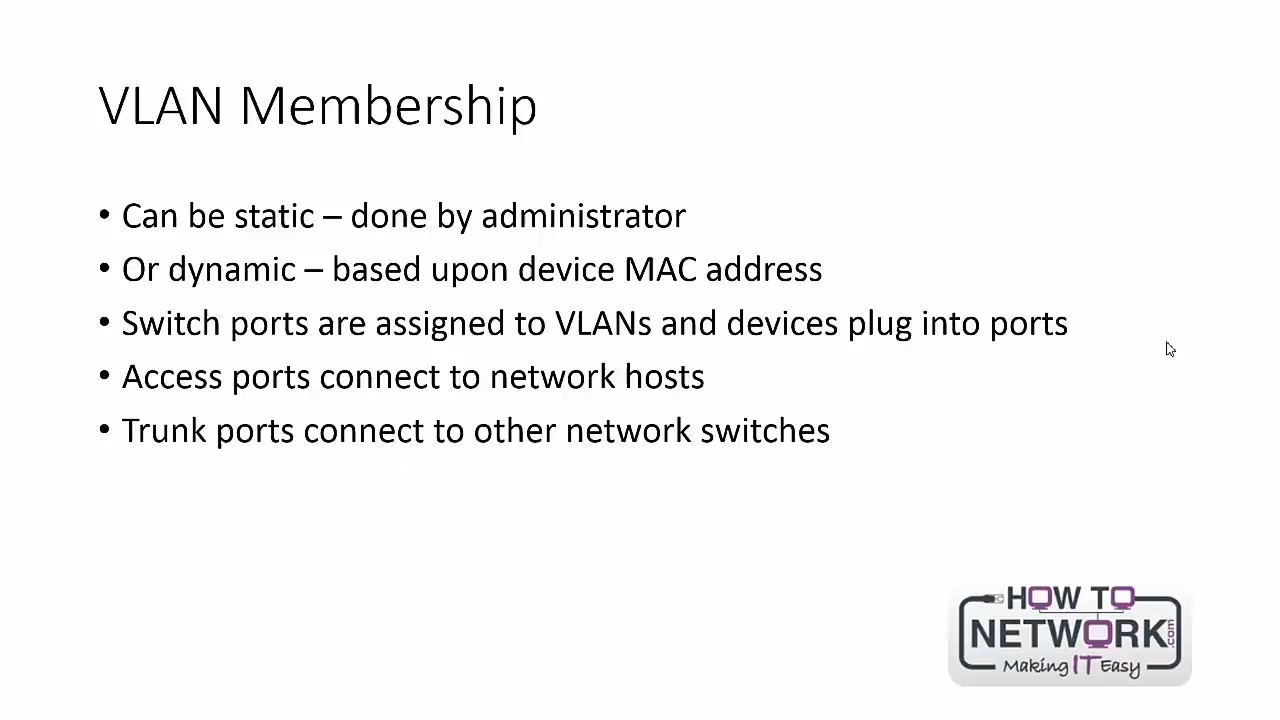 VLAN Membership
• Can be static – done by administrator
• Or dynamic – based upon device MAC address
• Switch ports are assigned to VLANs and devices plug into ports
• Access ports connect to network hosts
• Trunk ports connect to other network switches
HOW TO
NETWORK.com
Making IT Easy